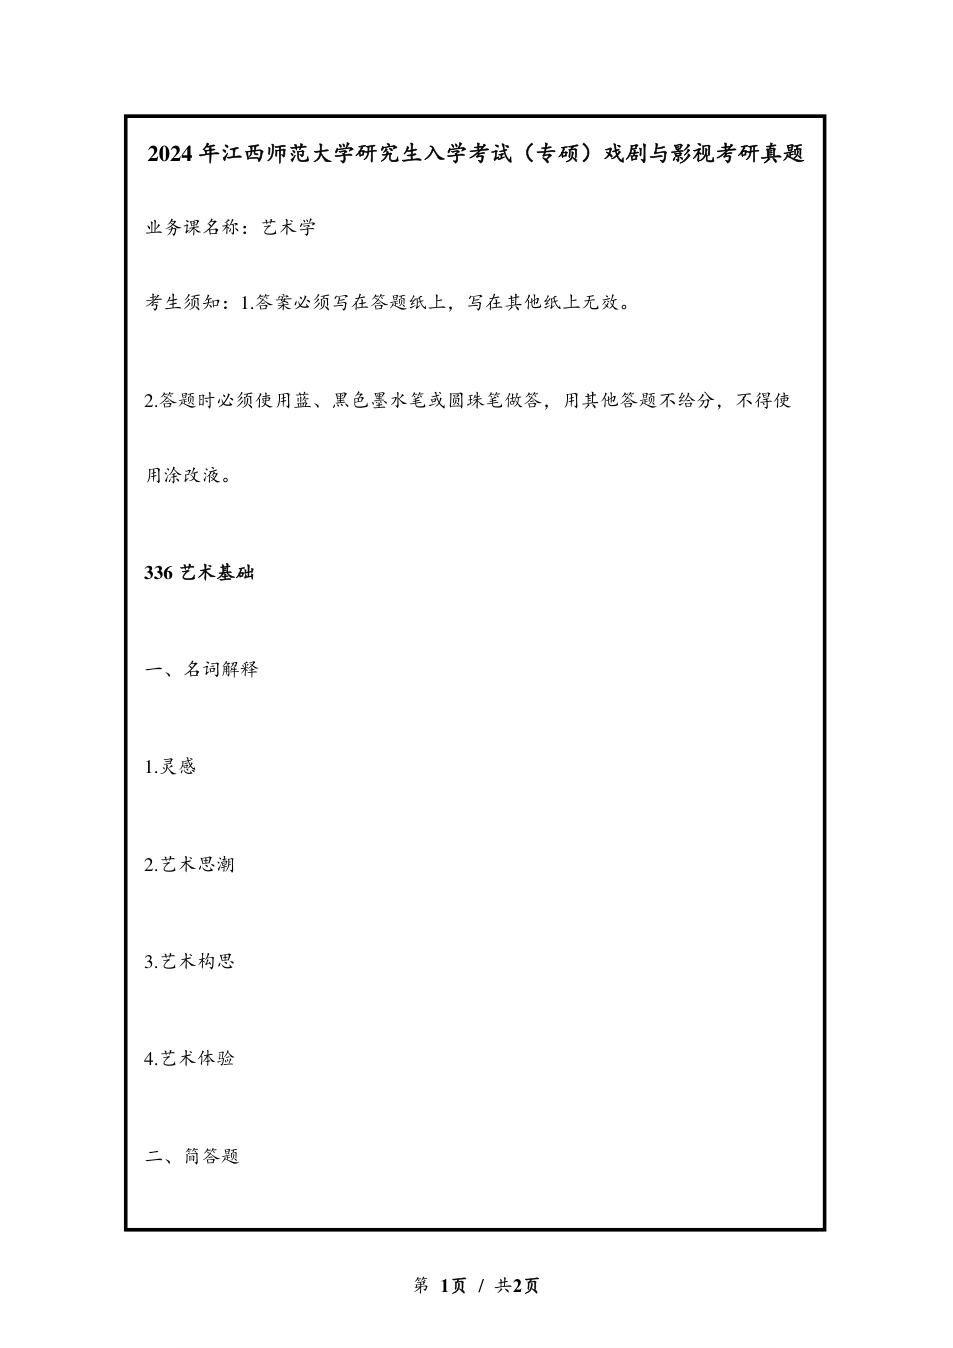 2024 年江西师范大学研究生入学考试（专硕）戏剧与影视考研真题
业务课名称：艺术学
考生须知：1.答案必须写在答题纸上，写在其他纸上无效。
2.答题时必须使用蓝、黑色墨水笔或圆珠笔做答，用其他答题不给分，不得使
用涂改液。
336 艺术基础
一、名词解释
1.灵感
2.艺术思潮
3.艺术构思
4.艺术体验
二、简答题
第 1页 / 共2页